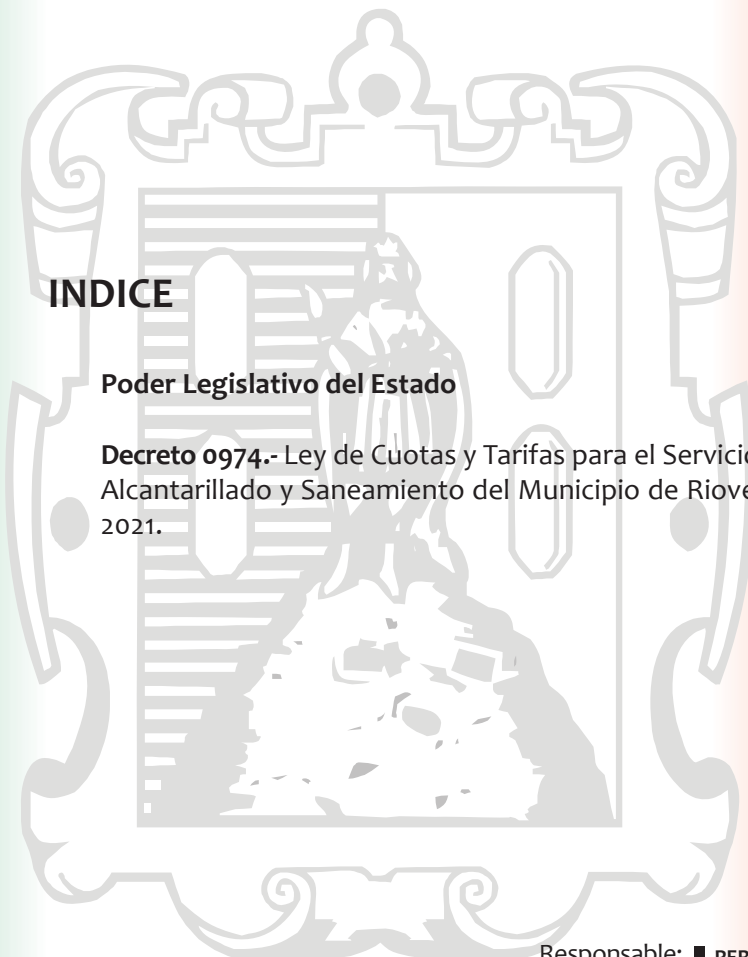 INDICE
Poder Legislativo del Estado
Decreto 0974.- Ley de Cuotas y Tarifas para el Servicio
Alcantarillado y Saneamiento del Municipio de
2021.
Responsable: